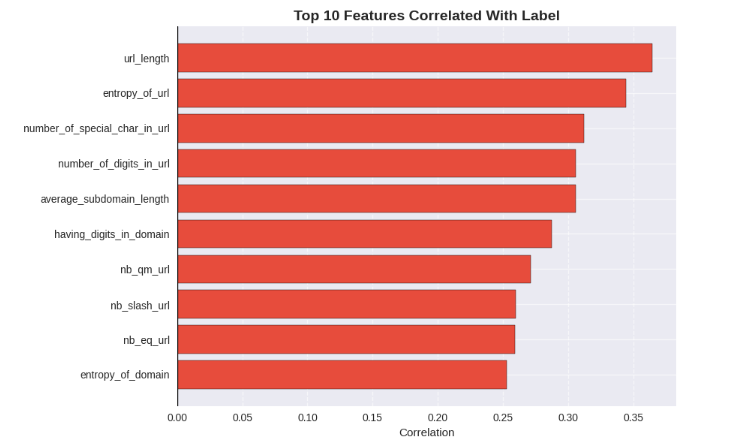 Top 10 Features Correlated With Label
url_length
entropy_of_url
number_of_special_char_in_url
number_of_digits_in_url
average_subdomain_length
having_digits_in_domain
nb_qm_url
nb_slash_url
nb_eq_url
entropy_of_domain
0.00 0.05 0.10 0.15 0.20 0.25 0.30 0.35
Correlation